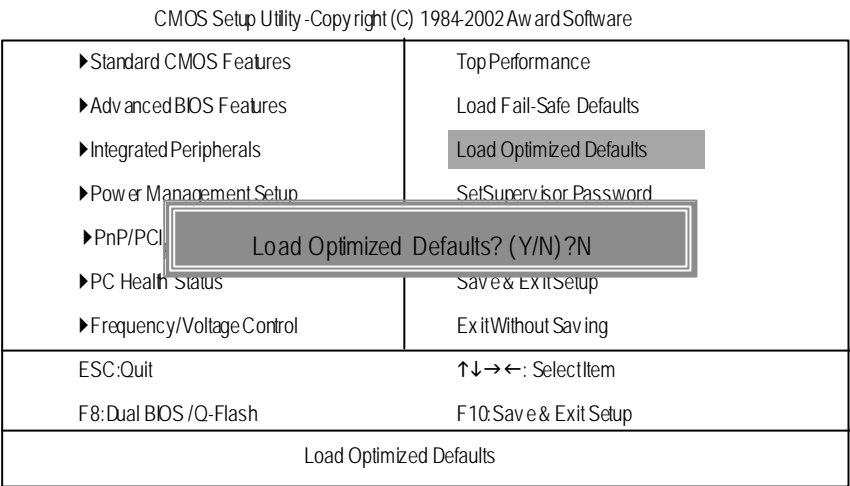 CMOS Setup Utility -Copyright (C) 1984-2002 Award Software
▶Standard CMOS Features
▶Advanced BIOS Features
▶Integrated Peripherals
▶Power Management Setup
▶PnP/PCI
▶PC Health Status
▶Frequency/Voltage Control
Top Performance
Load Fail-Safe Defaults
Load Optimized Defaults
Set Supervisor Password
Save & Exit Setup
Exit Without Saving
Load Optimized Defaults? (Y/N)?N
ESC:Quit
F8:Dual BIOS /Q-Flash
↑↓→←: Select Item
F10:Save & Exit Setup
Load Optimized Defaults